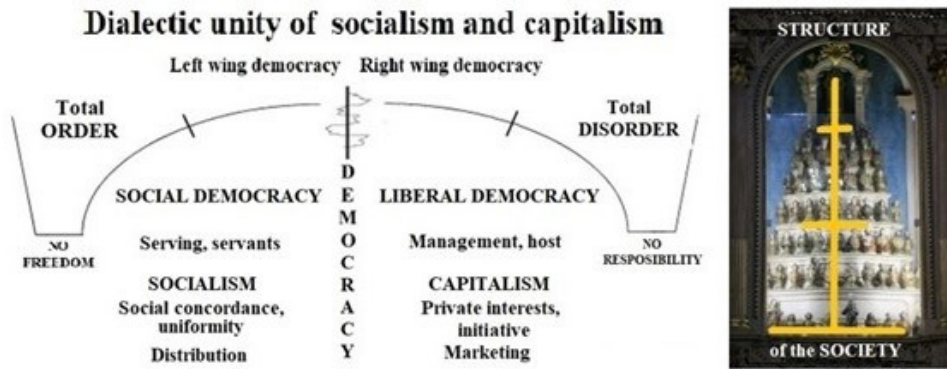 Dialectic unity of socialism and capitalism
Left wing democracy
Right wing democracy
Total
ORDER
Total
DISORDER
NO
FREEDOM
NO
RESPOSIBILITY
DEMOCRACY
SOCIAL DEMOCRACY
Serving, servants
SOCIALISM
Social concordance,
uniformity
Distribution
LIBERAL DEMOCRACY
Management, host
CAPITALISM
Private interests,
initiative
Marketing
STRUCTURE
of the SOCIETY